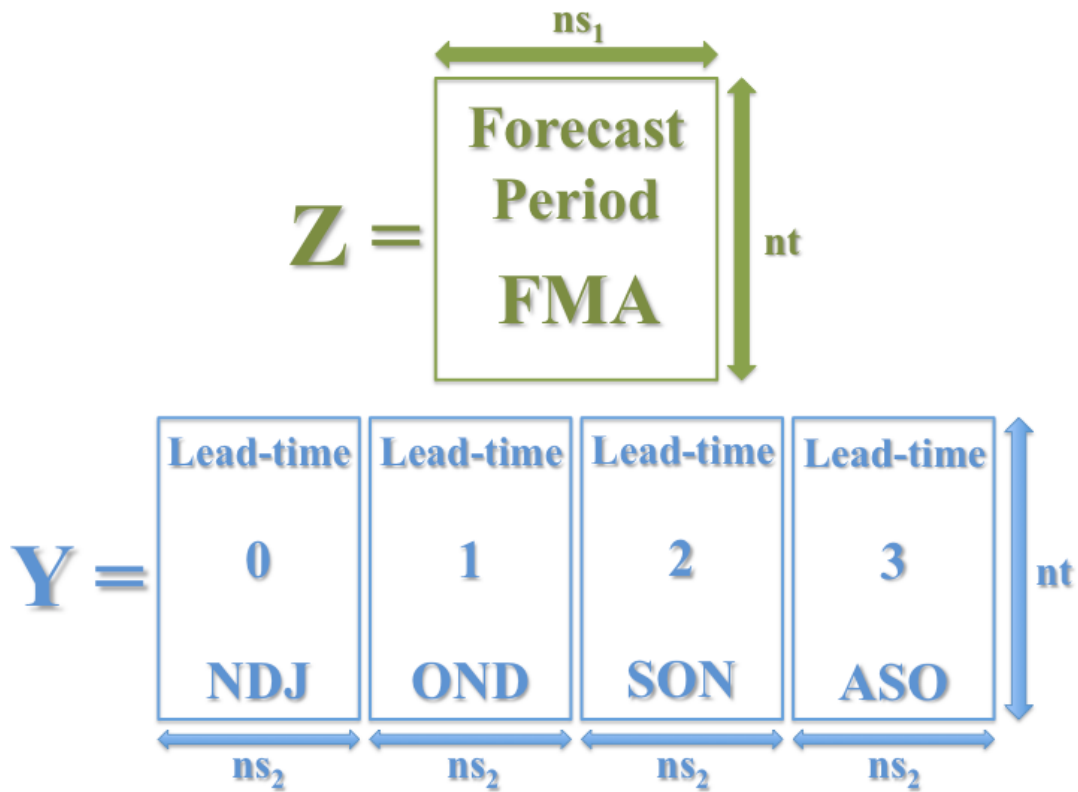 ns₁
Forecast
Period
Z =
nt
FMA
Lead-time Lead-time Lead-time Lead-time
Y = 0 1 2 3 nt
NDJ OND SON ASO
ns₂ ns₂ ns₂ ns₂